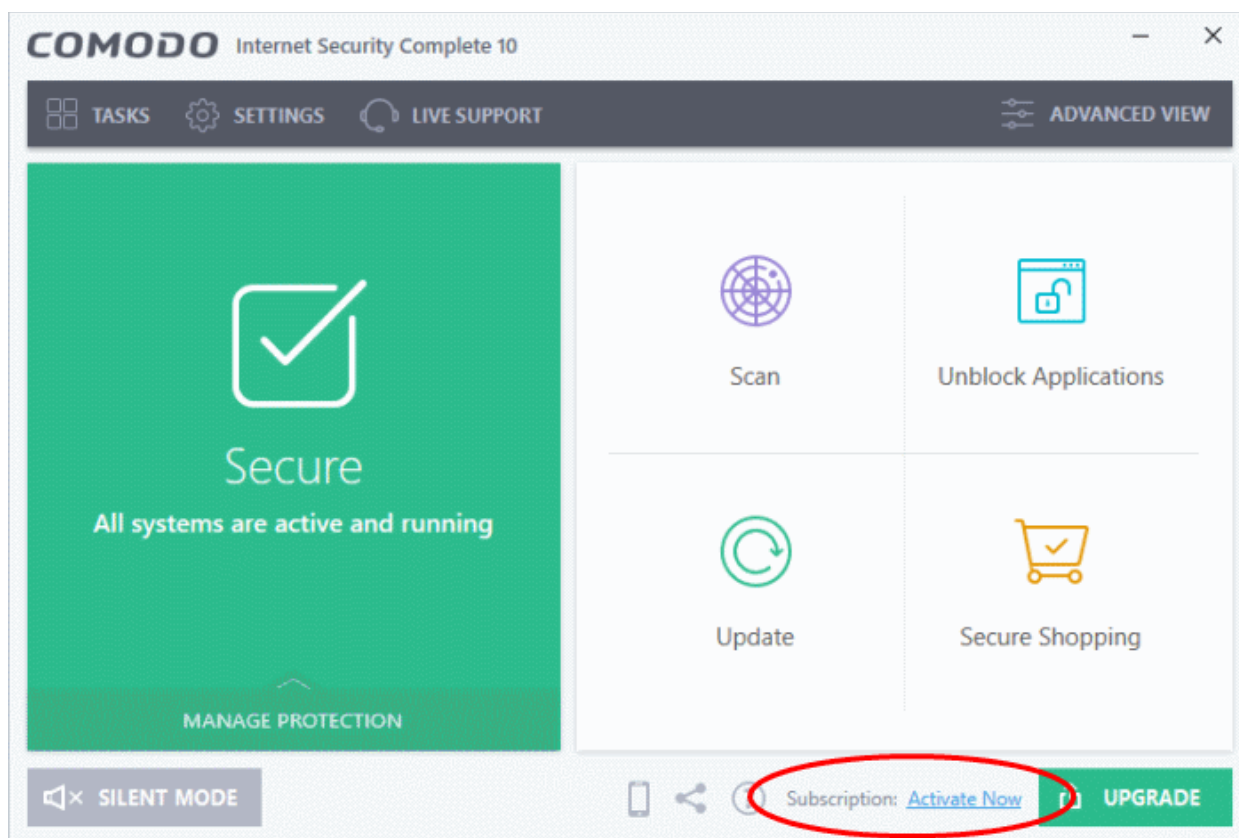 COMODO Internet Security Complete 10
TASKS SETTINGS LIVE SUPPORT ADVANCED VIEW
Secure
All systems are active and running
MANAGE PROTECTION
Scan
Unblock Applications
Update
Secure Shopping
SILENT MODE
Subscription: Activate Now
UPGRADE